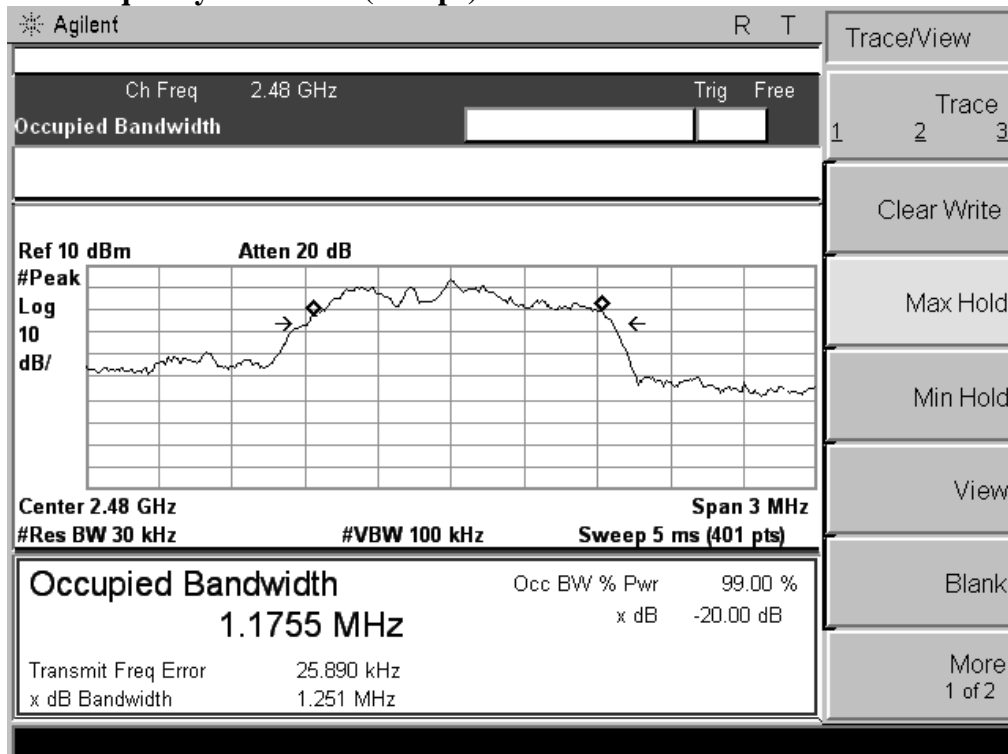 Agilent R T
Trace/View
Ch Freq 2.48 GHz Trig Free
Occupied Bandwidth
Trace
1 2 3
Clear Write
Ref 10 dBm Atten 20 dB
#Peak
Log
10
dB/
Max Hold
Min Hold
Center 2.48 GHz Span 3 MHz
#Res BW 30 kHz #VBW 100 kHz Sweep 5 ms (401 pts)
View
Occupied Bandwidth
1.1755 MHz
Occ BW % Pwr 99.00 %
x dB -20.00 dB
Blank
Transmit Freq Error 25.890 kHz
x dB Bandwidth 1.251 MHz
More
1 of 2